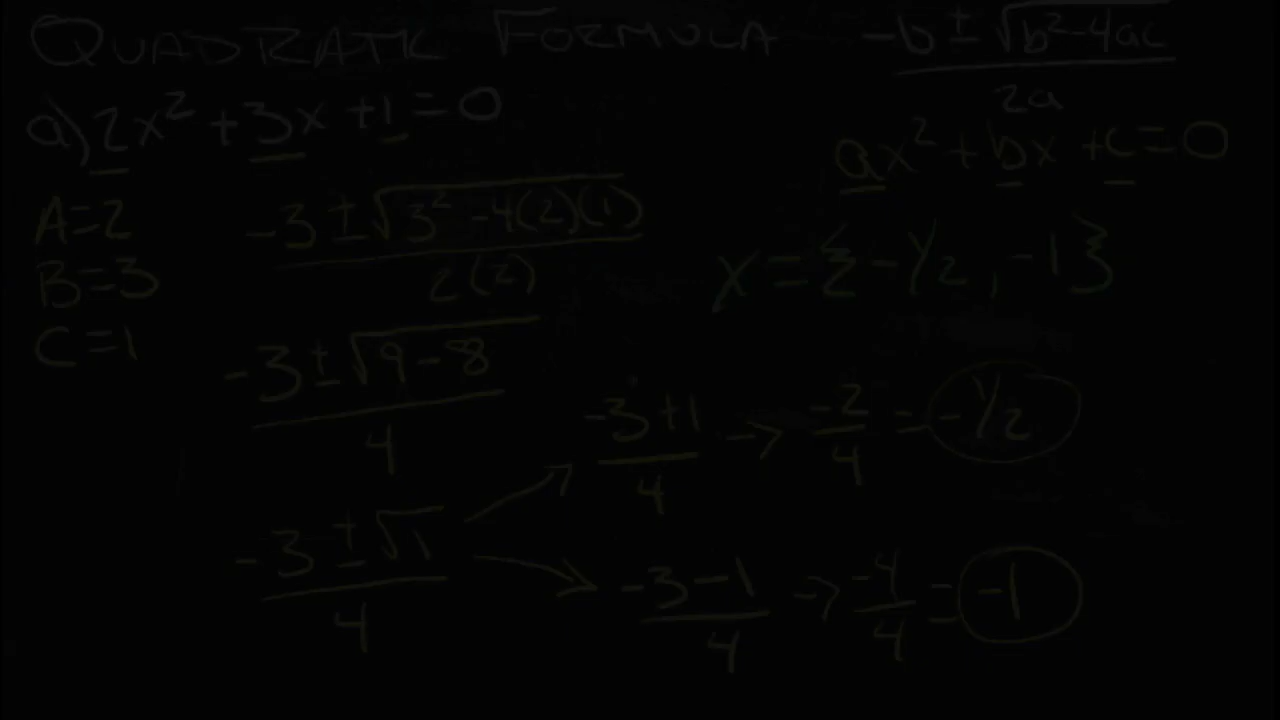 QUADRATIC FORMULA -b ± √b² - 4ac / 2a
a) 2x² + 3x + 1 = 0
ax² + bx + c = 0
A = 2
B = 3
C = 1
-3 ± √3² - 4(2)(1) / 2(2)
x = {-1/2, -1}
-3 ± √9 - 8 / 4
-3 + 1 / 4 → -2 / 4 = -1/2
-3 ± √1 / 4
-3 - 1 / 4 → -4 / 4 = -1